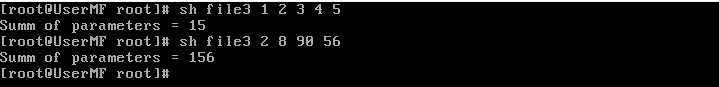 [root@UserMF root]# sh file3 1 2 3 4 5
Summ of parameters = 15
[root@UserMF root]# sh file3 2 8 90 56
Summ of parameters = 156
[root@UserMF root]#